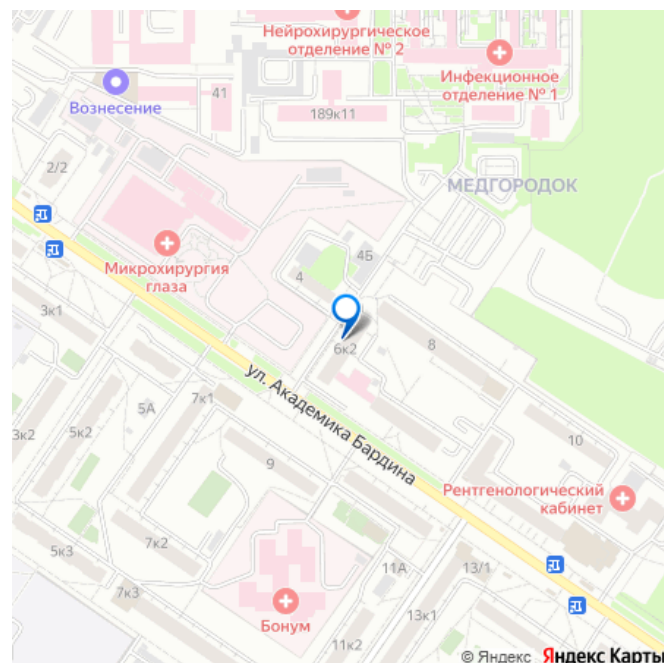 Нейрохирургическое
отделение № 2
Инфекционное
отделение № 1
Вознесение
41
189к11
2/2
МЕДГОРОДОК
Микрохирургия
глаза
4
4Б
3к1
6к2
8
ул. Академика Бардина
7к1
5А
5к2
3к2
9
10
Рентгенологический
кабинет
7к2
5к3
7к3
11А
13/1
Бонум
13к1
11к2
© Яндекс Яндекс Карты